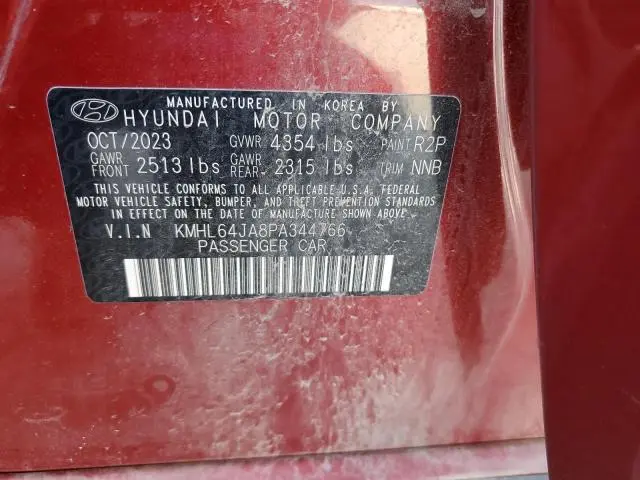 MANUFACTURED IN KOREA BY
HYUNDAI MOTOR COMPANY
OCT/2023 GVWR 4354 lbs PAINT R2P
GAWR FRONT 2513 lbs GAWR REAR 2315 lbs TRIM NNB
THIS VEHICLE CONFORMS TO ALL APPLICABLE U.S.A. FEDERAL
MOTOR VEHICLE SAFETY, BUMPER, AND THEFT PREVENTION STANDARDS
IN EFFECT ON THE DATE OF MANUFACTURE SHOWN ABOVE.
V.I.N KMHL64JA8PA344766
PASSENGER CAR